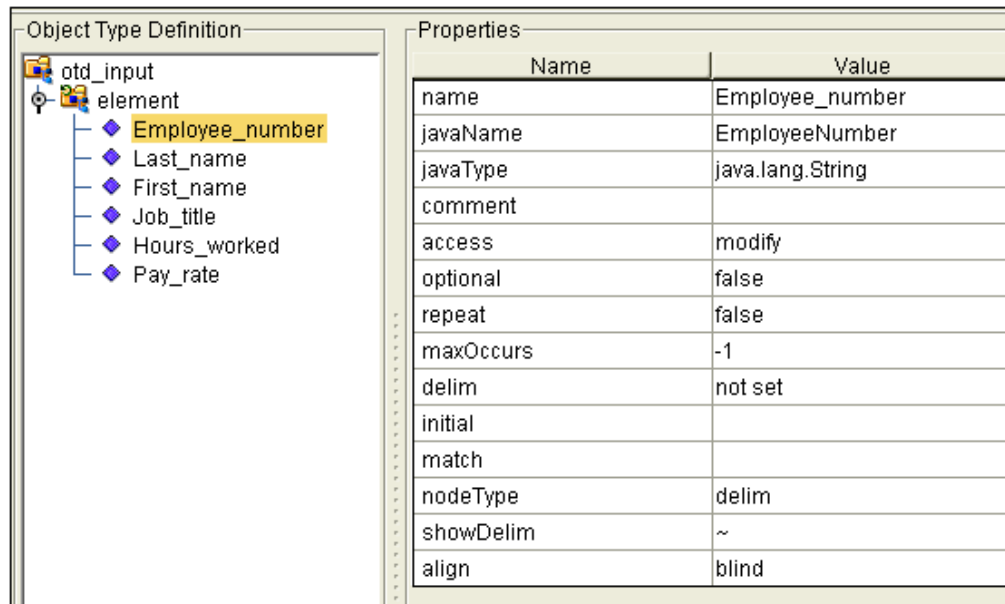 Object Type Definition
otd_input
element
Employee_number
Last_name
First_name
Job_title
Hours_worked
Pay_rate
Properties
Name Value
name Employee_number
javaName EmployeeNumber
javaType java.lang.String
comment
access modify
optional false
repeat false
maxOccurs -1
delim not set
initial
match
nodeType delim
showDelim ~
align blind